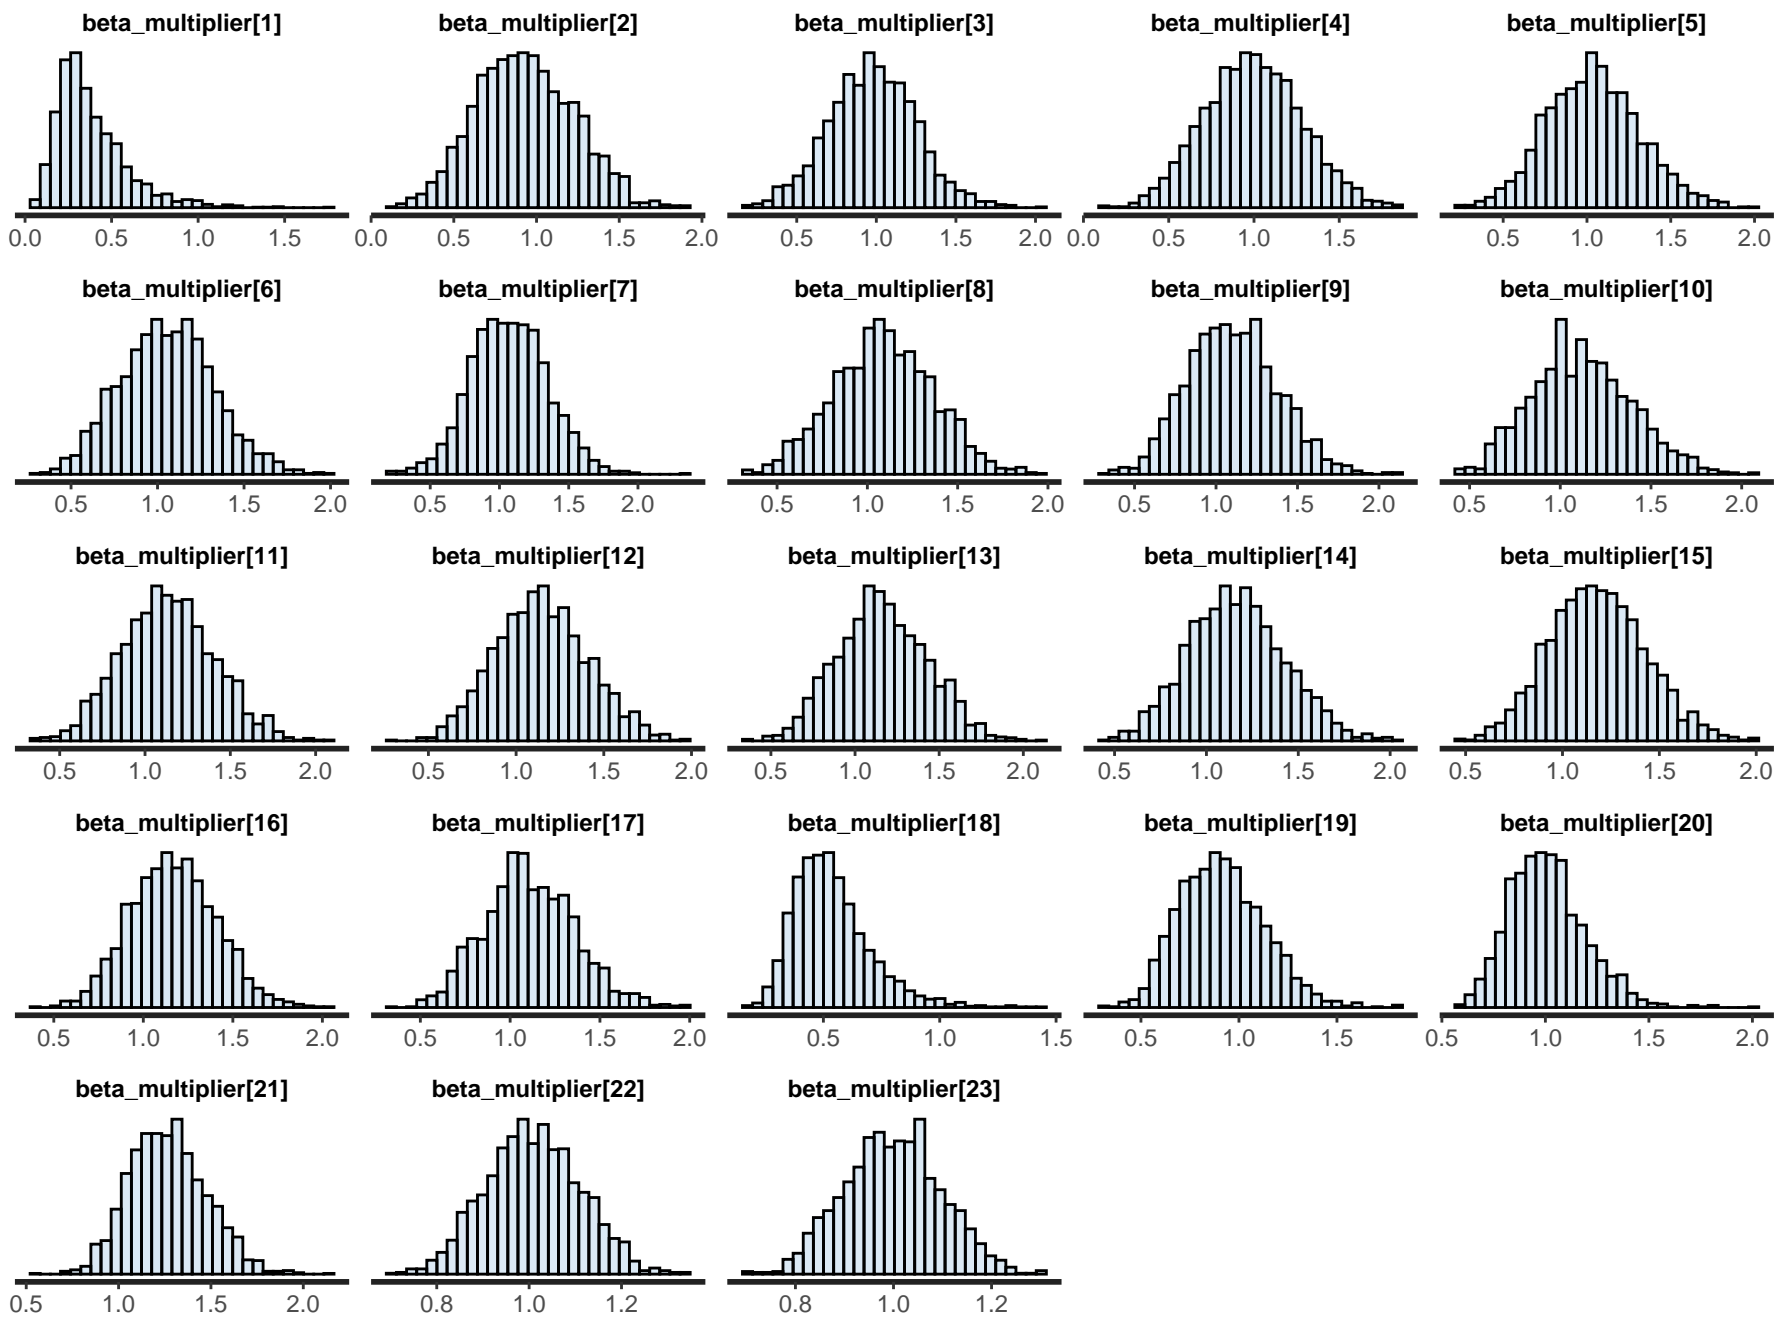 beta_multiplier[1] beta_multiplier[2] beta_multiplier[3] beta_multiplier[4] beta_multiplier[5]
0.0 0.5 1.0 1.5 0.0 0.5 1.0 1.5 2.0 0.5 1.0 1.5 2.0 0.0 0.5 1.0 1.5 0.5 1.0 1.5 2.0
beta_multiplier[6] beta_multiplier[7] beta_multiplier[8] beta_multiplier[9] beta_multiplier[10]
0.5 1.0 1.5 2.0 0.5 1.0 1.5 2.0 0.5 1.0 1.5 2.0 0.5 1.0 1.5 2.0 0.5 1.0 1.5 2.0
beta_multiplier[11] beta_multiplier[12] beta_multiplier[13] beta_multiplier[14] beta_multiplier[15]
0.5 1.0 1.5 2.0 0.5 1.0 1.5 2.0 0.5 1.0 1.5 2.0 0.5 1.0 1.5 2.0 0.5 1.0 1.5 2.0
beta_multiplier[16] beta_multiplier[17] beta_multiplier[18] beta_multiplier[19] beta_multiplier[20]
0.5 1.0 1.5 2.0 0.5 1.0 1.5 2.0 0.5 1.0 1.5 0.5 1.0 1.5 0.5 1.0 1.5 2.0
beta_multiplier[21] beta_multiplier[22] beta_multiplier[23]
0.5 1.0 1.5 2.0 0.8 1.0 1.2 0.8 1.0 1.2